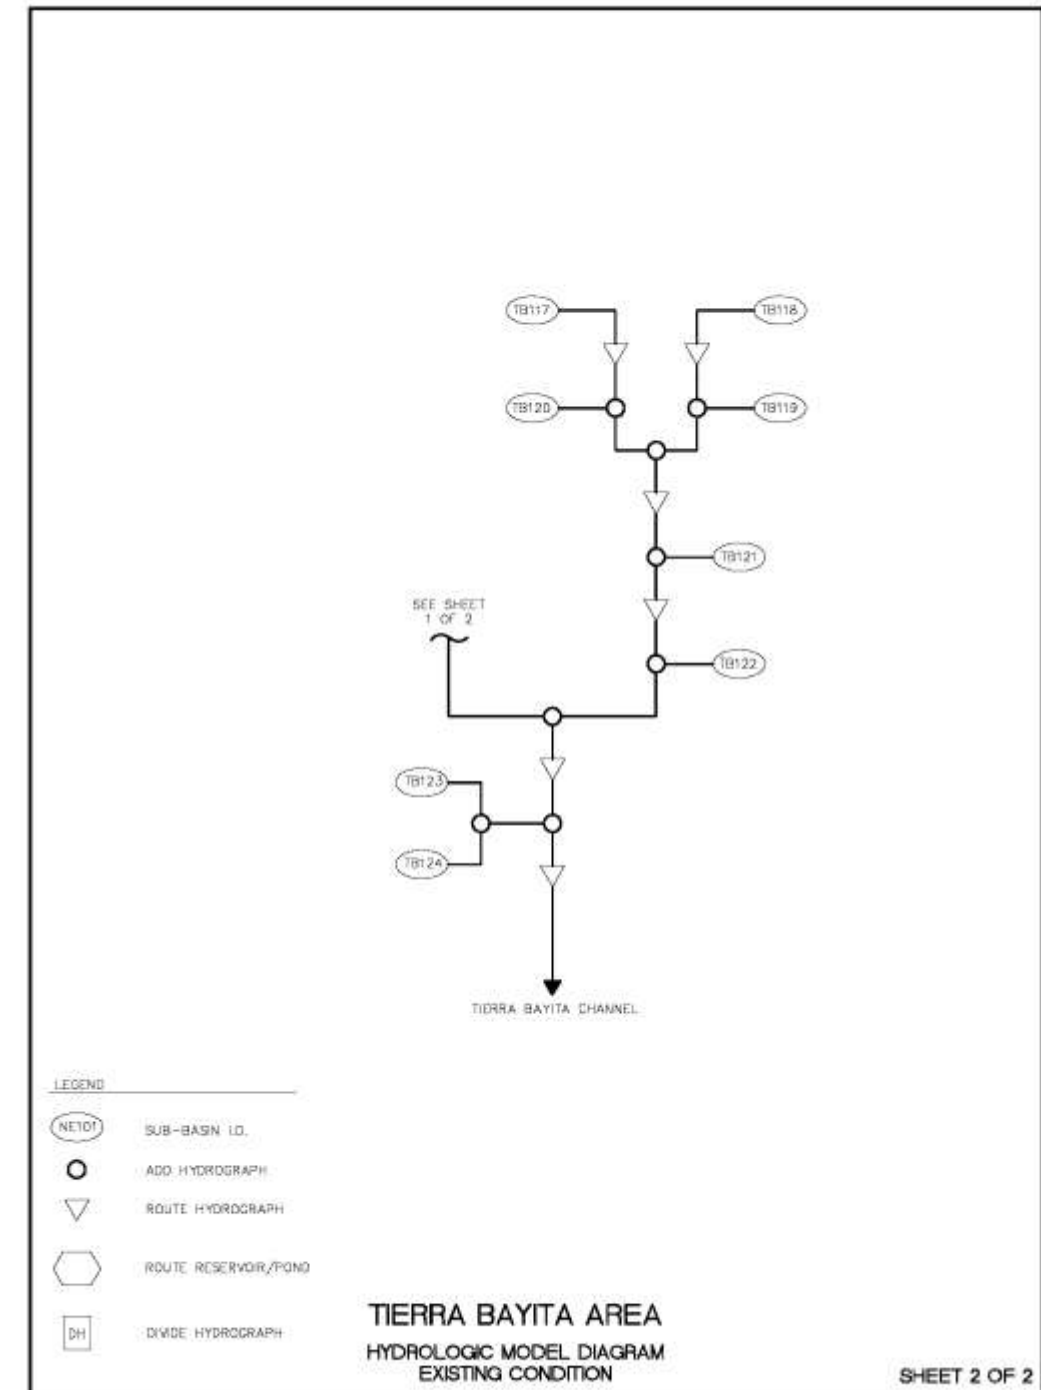 TB117
TB118
TB120
TB119
TB121
SEE SHEET
1 OF 2
TB122
TB123
TB124
TIERRA BAYITA CHANNEL
LEGEND
NE101
SUB-BASIN I.D.
ADD HYDROGRAPH
ROUTE HYDROGRAPH
ROUTE RESERVOIR/POND
DH
DIVIDE HYDROGRAPH
TIERRA BAYITA AREA
HYDROLOGIC MODEL DIAGRAM
EXISTING CONDITION
SHEET 2 OF 2